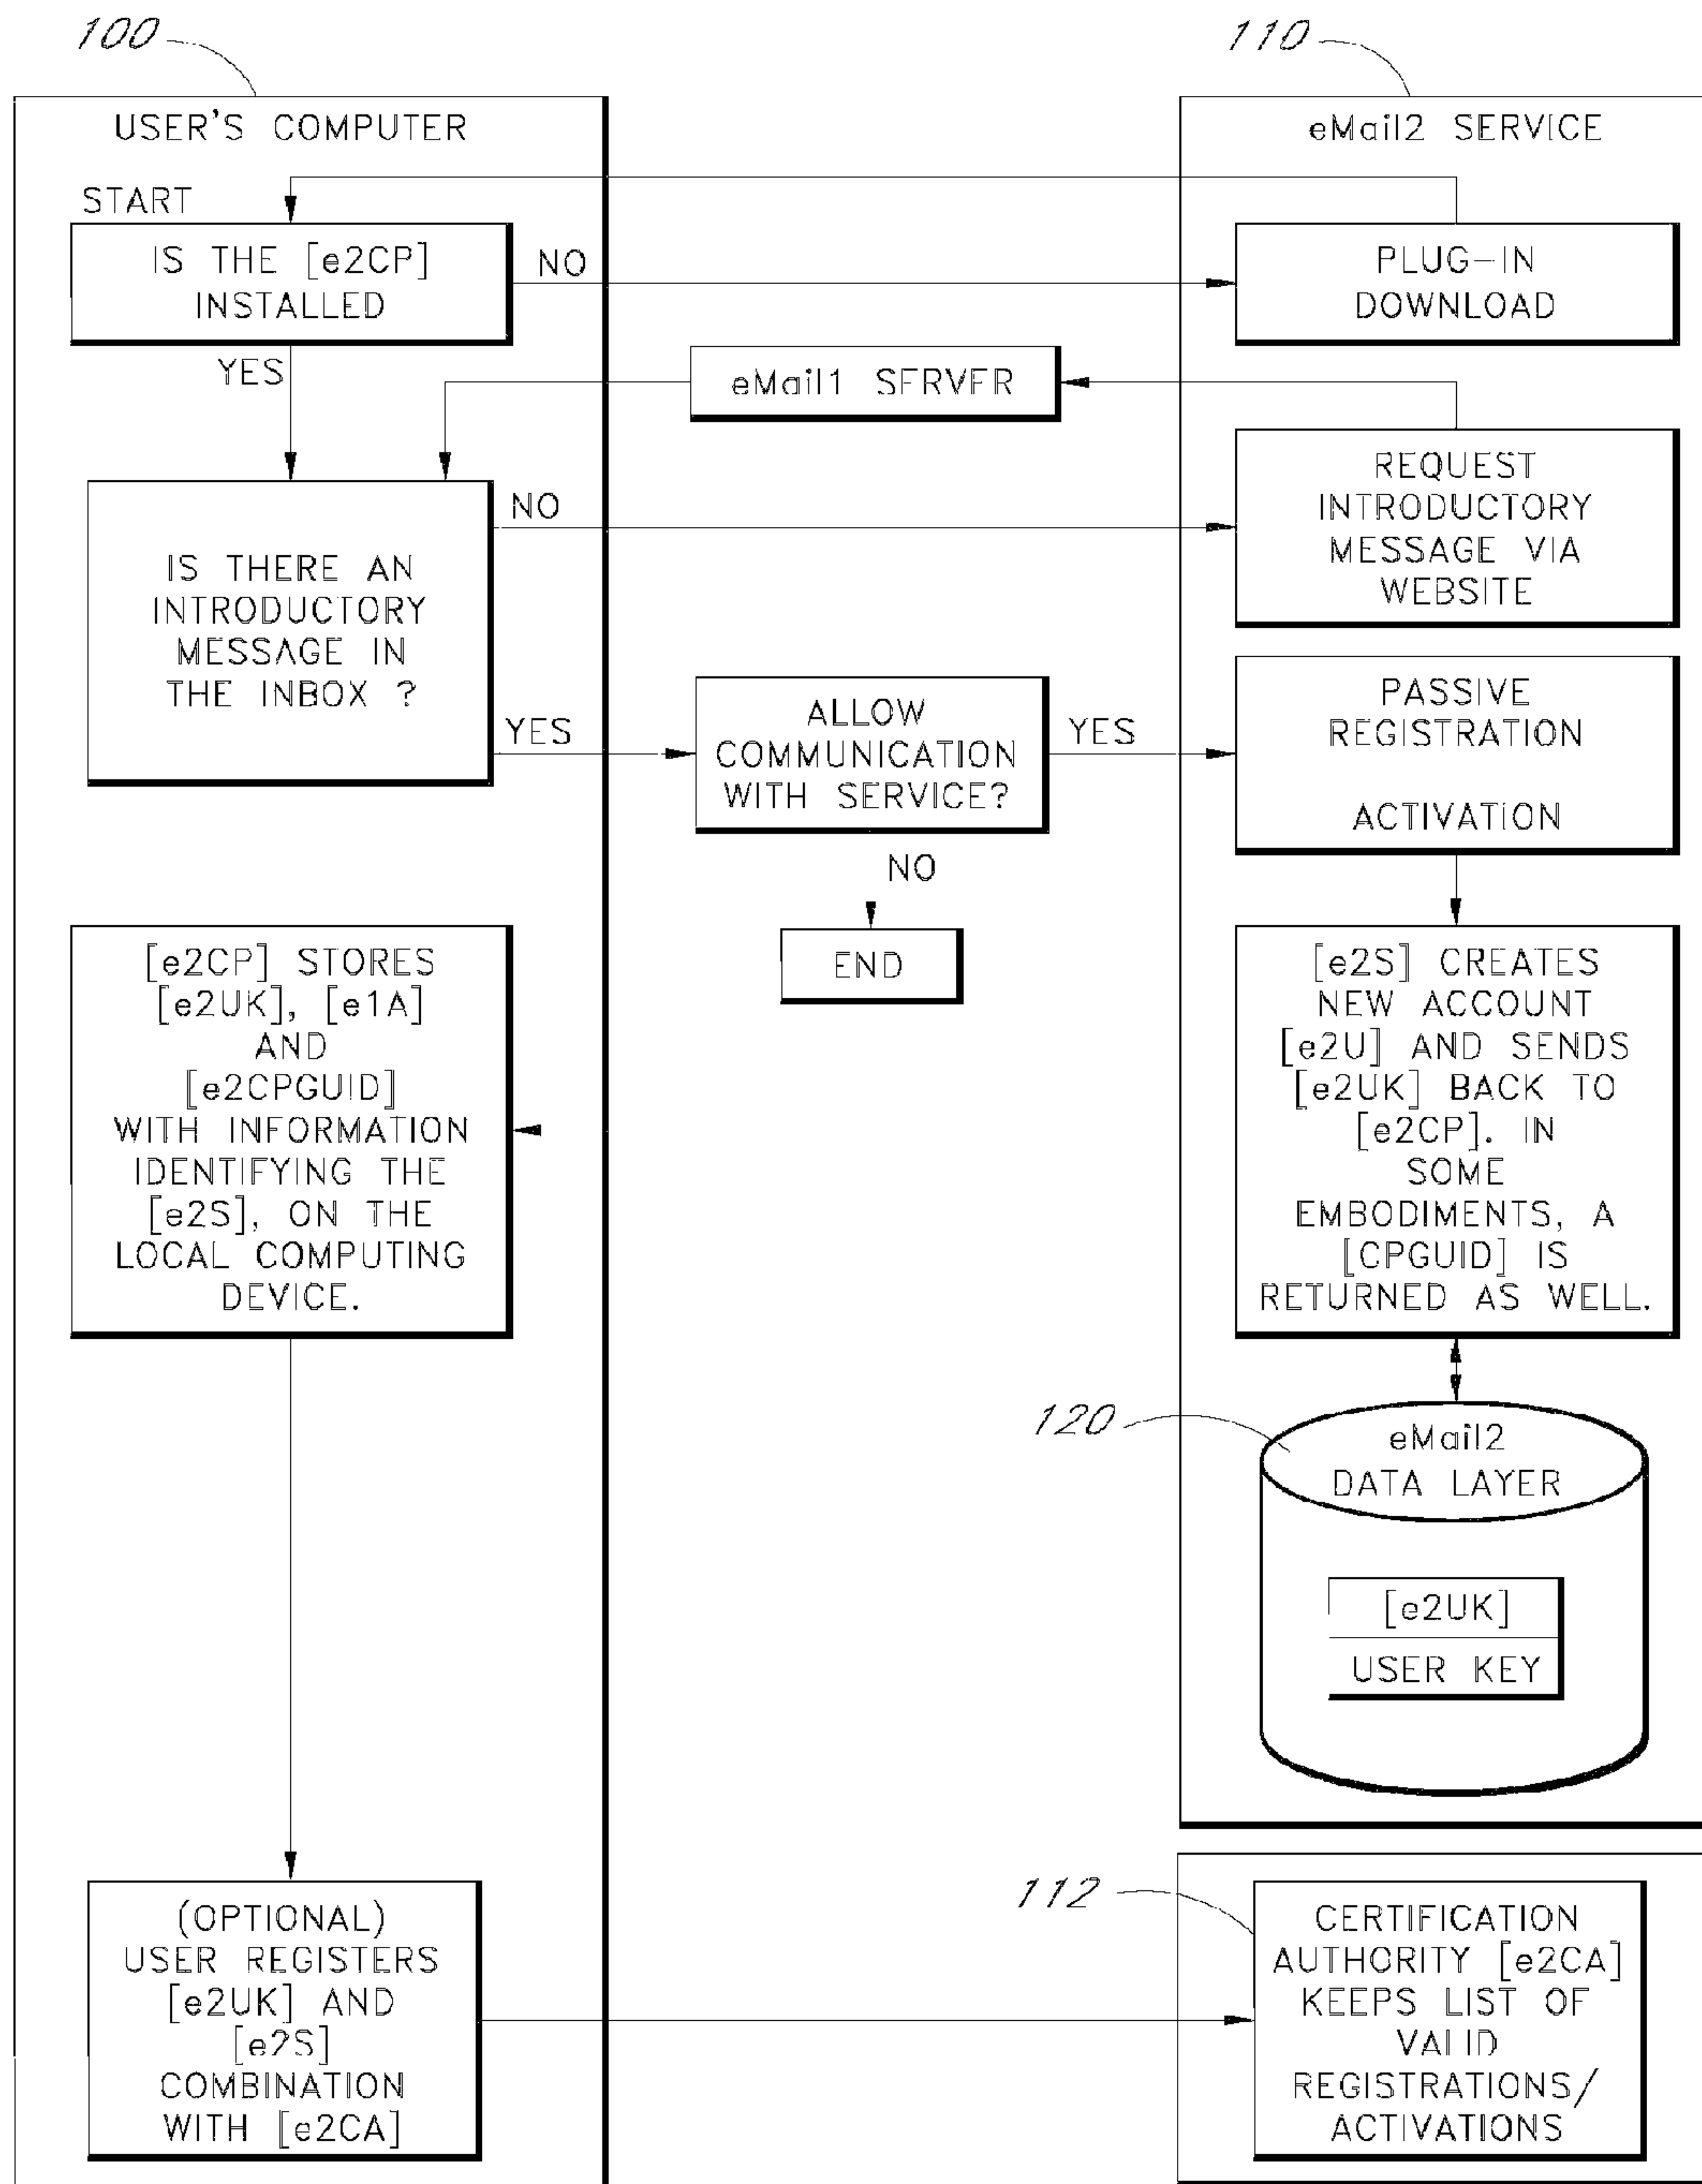 100
110
USER'S COMPUTER
eMail2 SERVICE
START
IS THE [e2CP]
INSTALLED
NO
PLUG-IN
DOWNLOAD
YES
eMail1 SERVER
REQUEST
INTRODUCTORY
MESSAGE VIA
WEBSITE
NO
IS THERE AN
INTRODUCTORY
MESSAGE IN
THE INBOX ?
YES
ALLOW
COMMUNICATION
WITH SERVICE?
YES
PASSIVE
REGISTRATION
ACTIVATION
NO
END
[e2CP] STORES
[e2UK], [e1A]
AND
[e2CPGUID]
WITH INFORMATION
IDENTIFYING THE
[e2S], ON THE
LOCAL COMPUTING
DEVICE.
[e2S] CREATES
NEW ACCOUNT
[e2U] AND SENDS
[e2UK] BACK TO
[e2CP]. IN
SOME
EMBODIMENTS, A
[CPGUID] IS
RETURNED AS WELL.
120
eMail2
DATA LAYER
[e2UK]
USER KEY
(OPTIONAL)
USER REGISTERS
[e2UK] AND
[e2S]
COMBINATION
WITH [e2CA]
112
CERTIFICATION
AUTHORITY [e2CA]
KEEPS LIST OF
VALID
REGISTRATIONS/
ACTIVATIONS